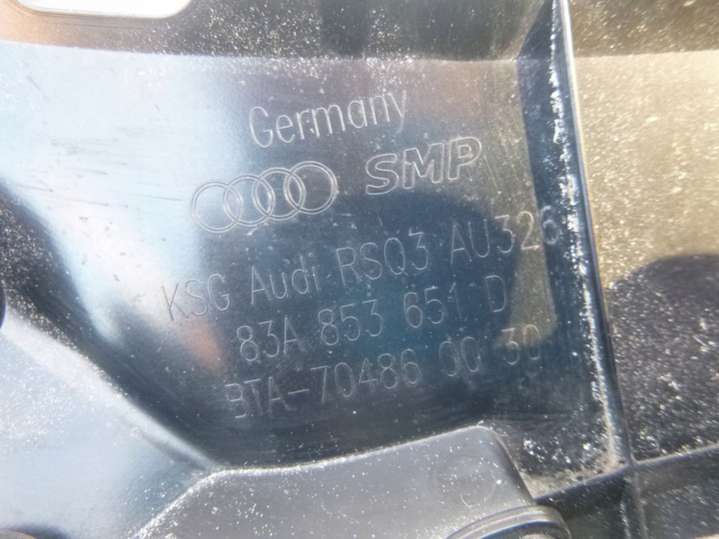 Germany
SMP
KSG Audi RSQ3 AU326
83A 853 651 D
BTA-70486 00 30